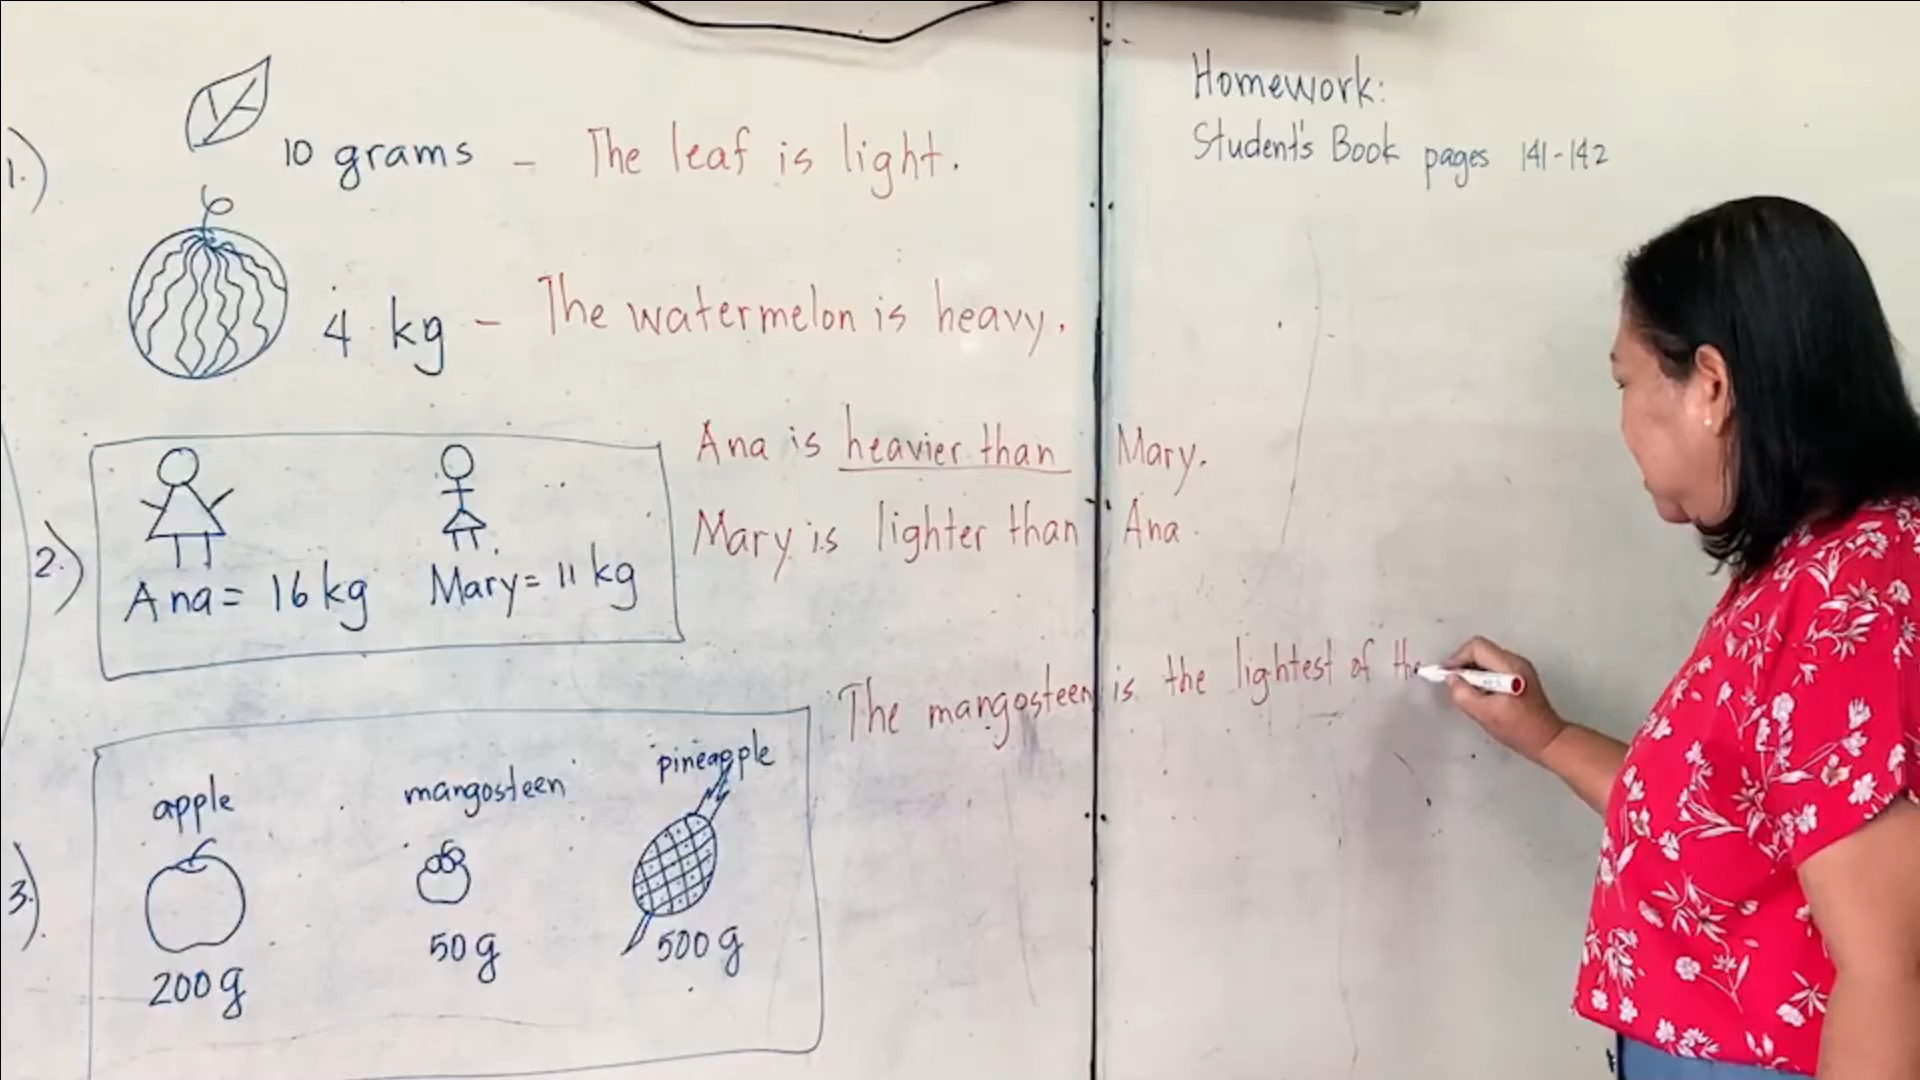 1.)
10 grams - The leaf is light.
4 kg - The watermelon is heavy.
2.)
Ana = 16 kg
Mary = 11 kg
Ana is heavier than Mary.
Mary is lighter than Ana.
3.)
apple
200 g
mangosteen
50 g
pineapple
500 g
The mangosteen is the lightest of the
Homework:
Student's Book pages 141-142